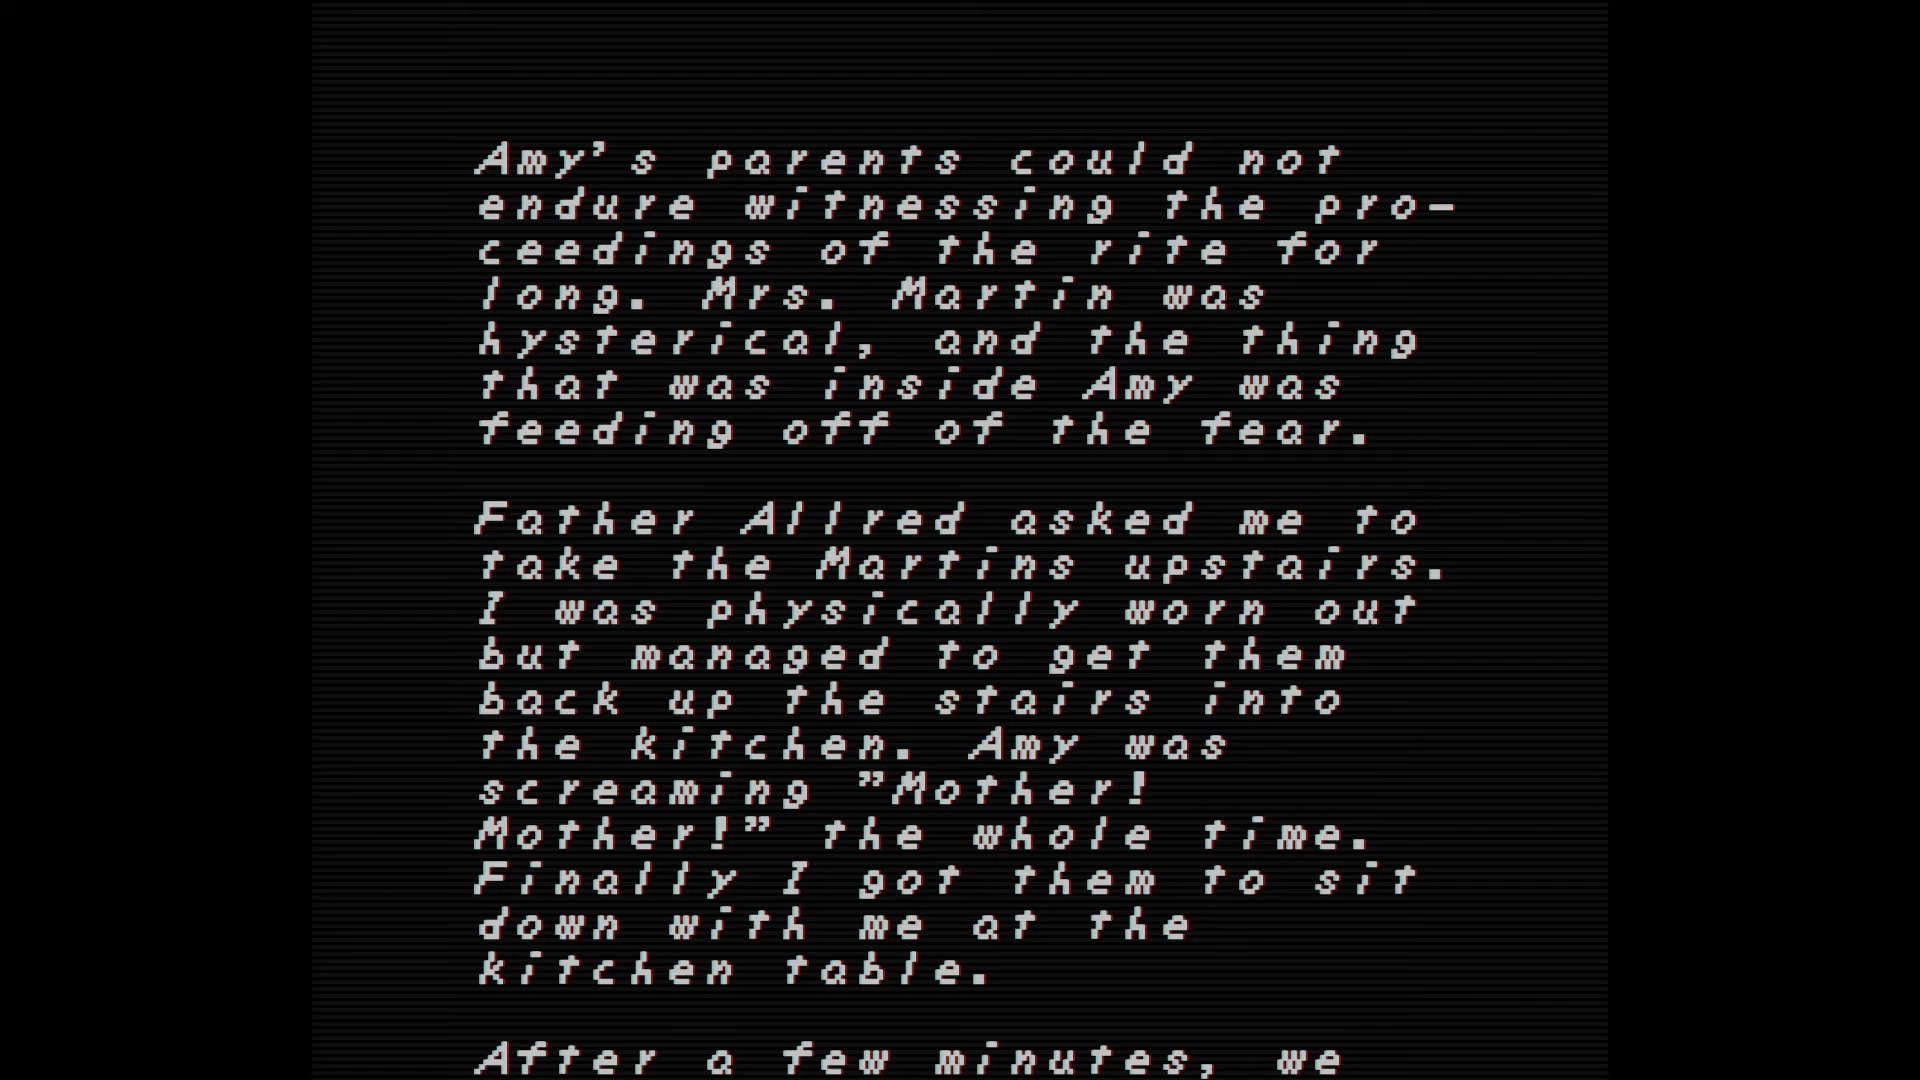 Amy's parents could not
endure witnessing the pro-
ceedings of the rite for
long. Mrs. Martin was
hysterical, and the thing
that was inside Amy was
feeding off of the fear.
Father Allred asked me to
take the Martins upstairs.
I was physically worn out
but managed to get them
back up the stairs into
the kitchen. Amy was
screaming "Mother!
Mother!" the whole time.
Finally I got them to sit
down with me at the
kitchen table.
After a few minutes, we